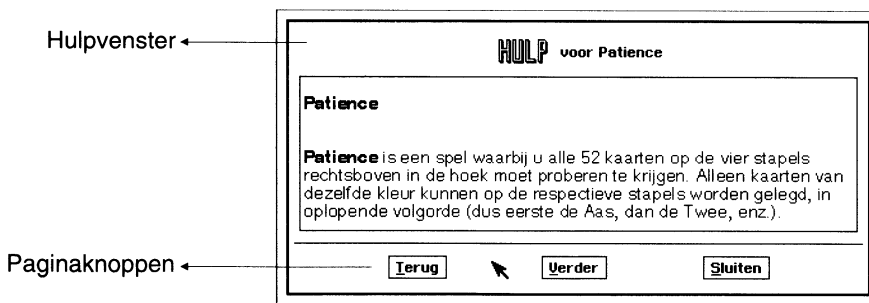 Hulpvenster
HULP voor Patience
Patience
Patience is een spel waarbij u alle 52 kaarten op de vier stapels
rechtsboven in de hoek moet proberen te krijgen. Alleen kaarten van
dezelfde kleur kunnen op de respectieve stapels worden gelegd, in
oplopende volgorde (dus eerste de Aas, dan de Twee, enz.).
Paginaknoppen
Terug Verder Sluiten